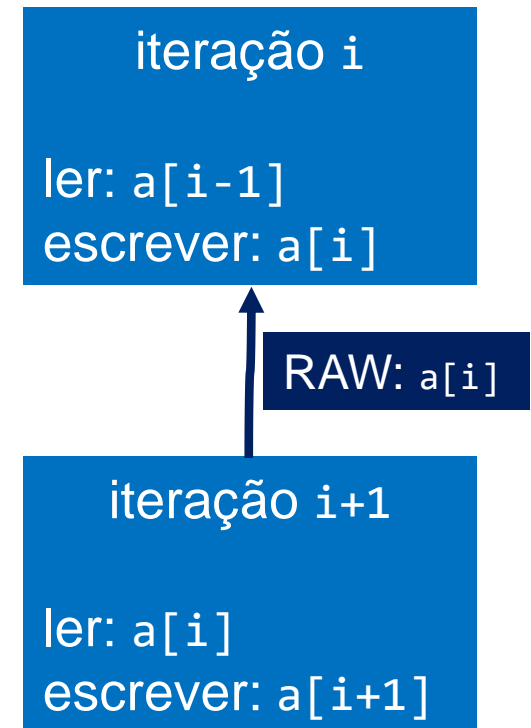 iteração i
ler: a[i-1]
escrever: a[i]
RAW: a[i]
iteração i+1
ler: a[i]
escrever: a[i+1]